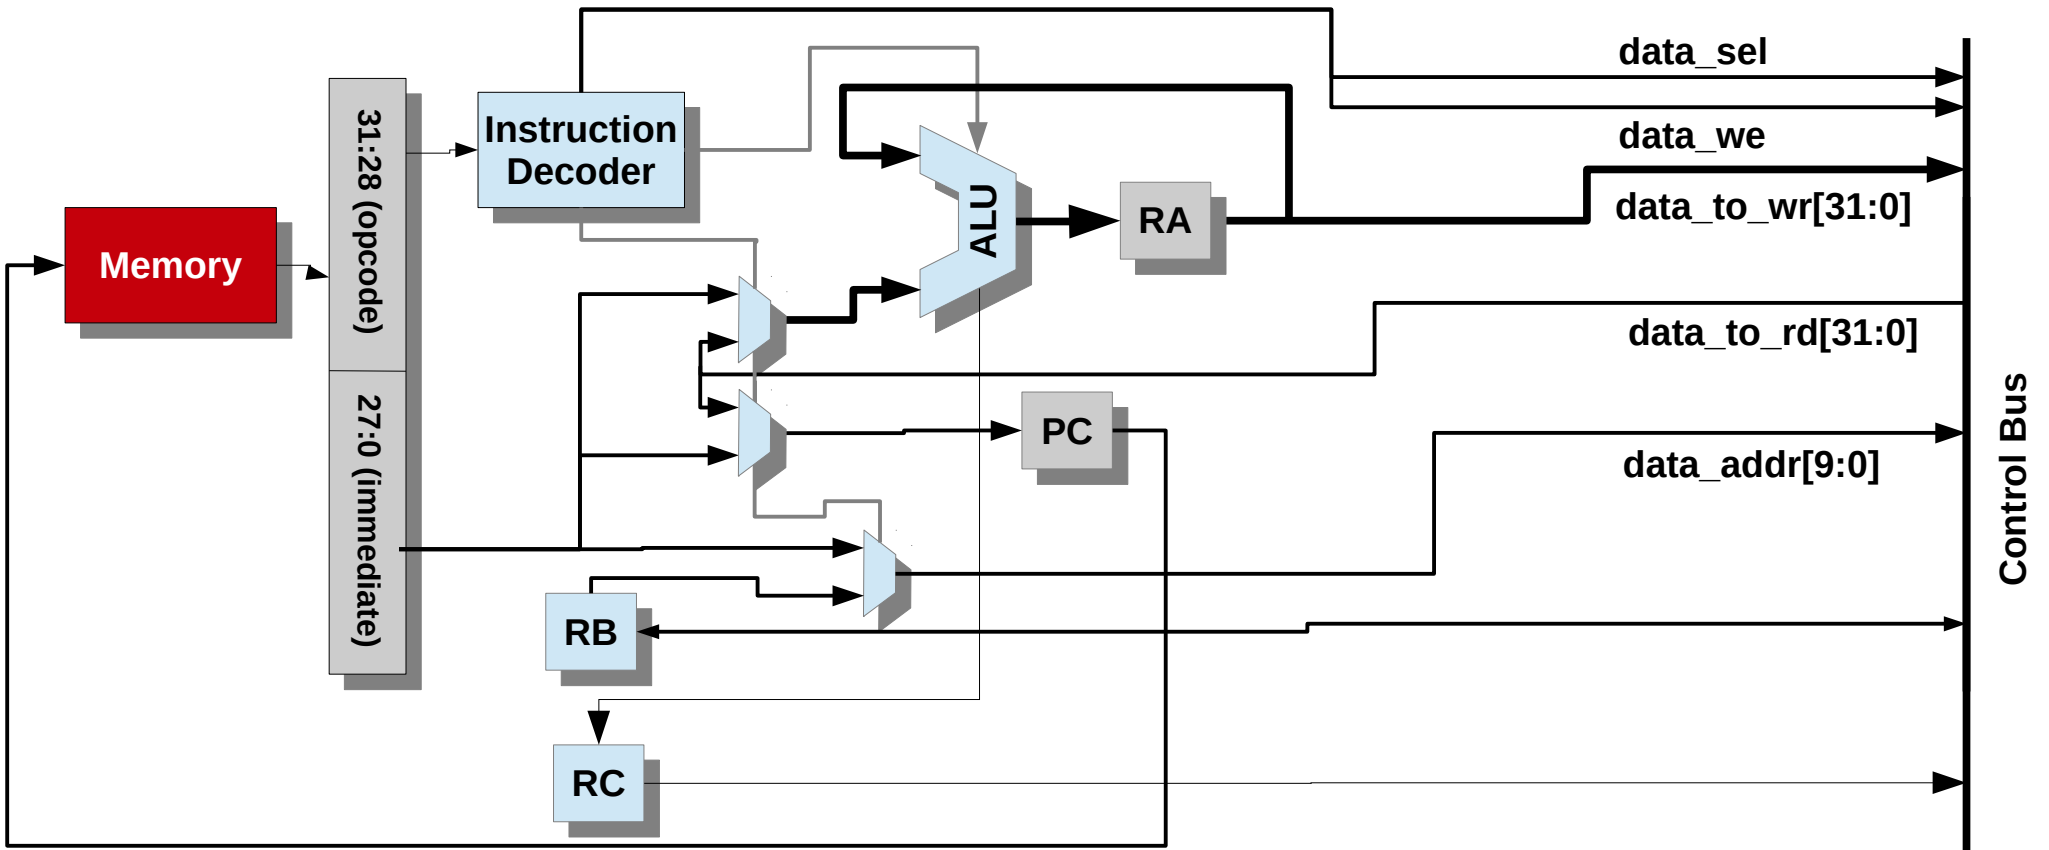 data_sel
31:28 (opcode)
Instruction
Decoder
data_we
ALU
RA
data_to_wr[31:0]
Memory
data_to_rd[31:0]
27:0 (immediate)
PC
data_addr[9:0]
Control Bus
RB
RC